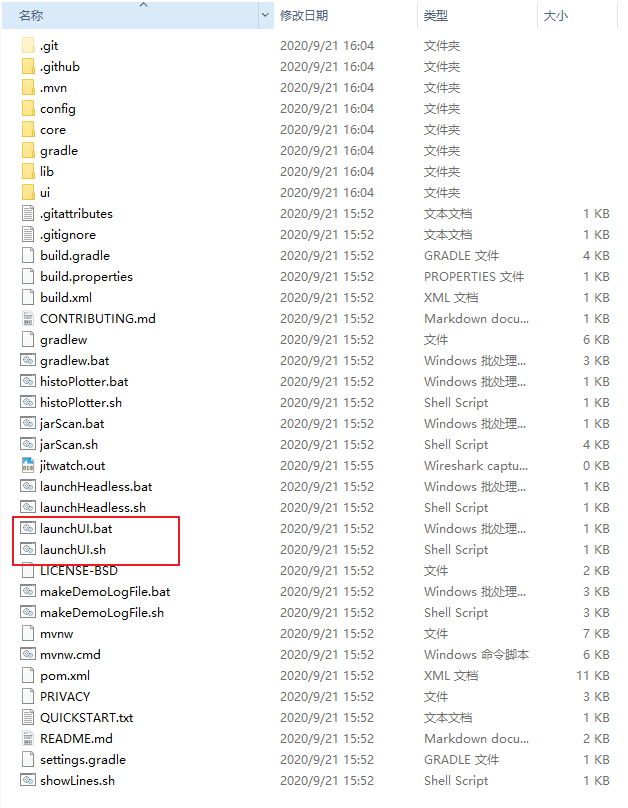 名称 修改日期 类型 大小
.git 2020/9/21 16:04 文件夹
.github 2020/9/21 16:04 文件夹
.mvn 2020/9/21 16:04 文件夹
config 2020/9/21 16:04 文件夹
core 2020/9/21 16:04 文件夹
gradle 2020/9/21 16:04 文件夹
lib 2020/9/21 16:04 文件夹
ui 2020/9/21 16:04 文件夹
.gitattributes 2020/9/21 15:52 文本文档 1 KB
.gitignore 2020/9/21 15:52 文本文档 1 KB
build.gradle 2020/9/21 15:52 GRADLE 文件 4 KB
build.properties 2020/9/21 15:52 PROPERTIES 文件 1 KB
build.xml 2020/9/21 15:52 XML 文档 1 KB
CONTRIBUTING.md 2020/9/21 15:52 Markdown docu... 1 KB
gradlew 2020/9/21 15:52 文件 6 KB
gradlew.bat 2020/9/21 15:52 Windows 批处理... 3 KB
histoPlotter.bat 2020/9/21 15:52 Windows 批处理... 1 KB
histoPlotter.sh 2020/9/21 15:52 Shell Script 1 KB
jarScan.bat 2020/9/21 15:52 Windows 批处理... 1 KB
jarScan.sh 2020/9/21 15:52 Shell Script 4 KB
jitwatch.out 2020/9/21 15:55 Wireshark captu... 0 KB
launchHeadless.bat 2020/9/21 15:52 Windows 批处理... 1 KB
launchHeadless.sh 2020/9/21 15:52 Shell Script 1 KB
launchUI.bat 2020/9/21 15:52 Windows 批处理... 1 KB
launchUI.sh 2020/9/21 15:52 Shell Script 1 KB
LICENSE-BSD 2020/9/21 15:52 文件 2 KB
makeDemoLogFile.bat 2020/9/21 15:52 Windows 批处理... 3 KB
makeDemoLogFile.sh 2020/9/21 15:52 Shell Script 3 KB
mvnw 2020/9/21 15:52 文件 7 KB
mvnw.cmd 2020/9/21 15:52 Windows 命令脚本 6 KB
pom.xml 2020/9/21 15:52 XML 文档 11 KB
PRIVACY 2020/9/21 15:52 文件 3 KB
QUICKSTART.txt 2020/9/21 15:52 文本文档 1 KB
README.md 2020/9/21 15:52 Markdown docu... 2 KB
settings.gradle 2020/9/21 15:52 GRADLE 文件 1 KB
showLines.sh 2020/9/21 15:52 Shell Script 1 KB